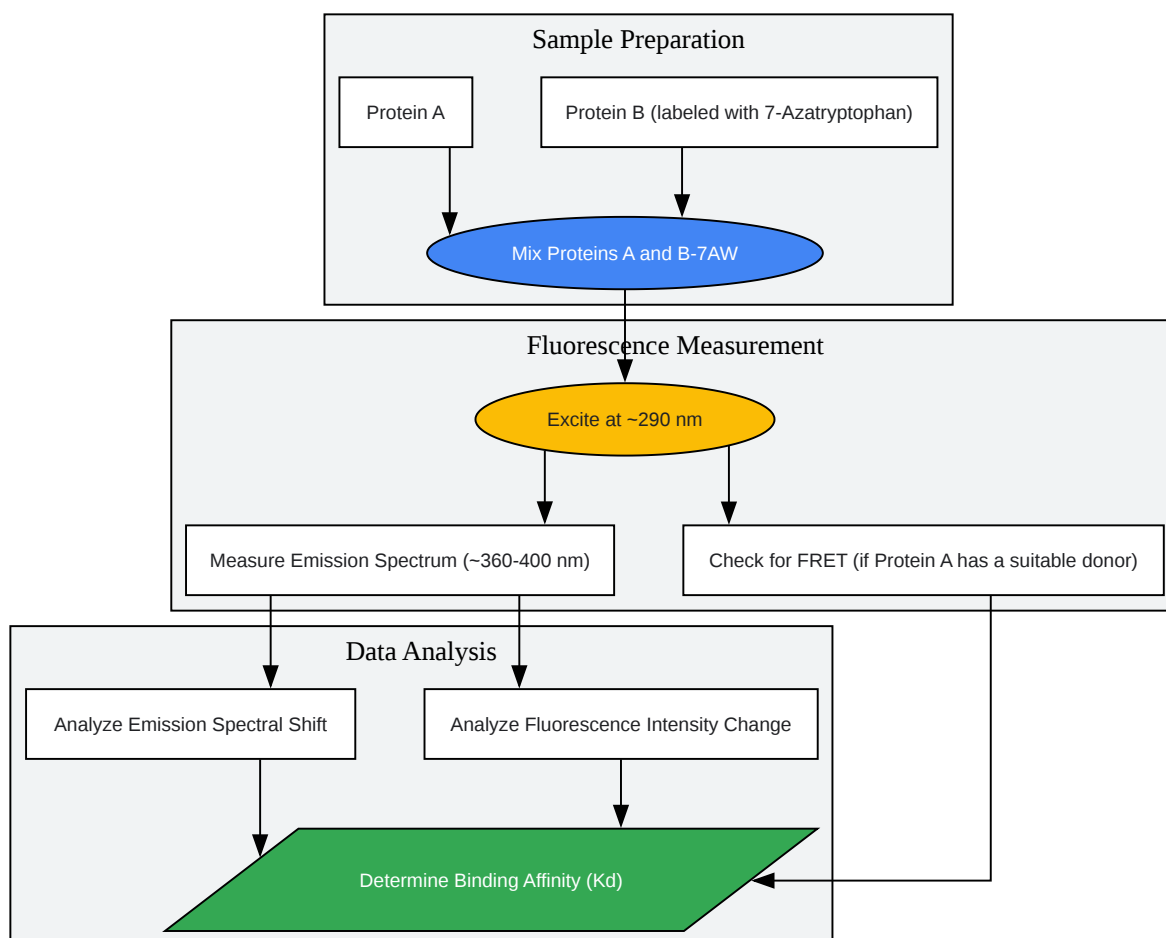 Sample Preparation
Protein A
Protein B (labeled with 7-Azatryptophan)
Mix Proteins A and B-7AW
Fluorescence Measurement
Excite at ~290 nm
Measure Emission Spectrum (~360-400 nm)
Check for FRET (if Protein A has a suitable donor)
Data Analysis
Analyze Emission Spectral Shift
Analyze Fluorescence Intensity Change
Determine Binding Affinity (Kd)